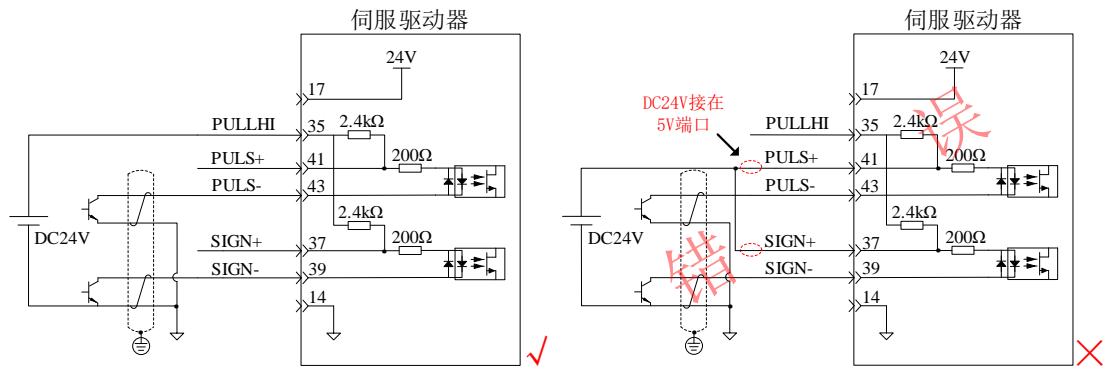 伺服驱动器
24V
17
PULLHI
35
2.4kΩ
PULS+
41
200Ω
PULS-
43
2.4kΩ
DC24V
SIGN+
37
200Ω
SIGN-
39
14
√
伺服驱动器
24V
17
DC24V接在
5V端口
PULLHI
35
2.4kΩ
误
PULS+
41
200Ω
PULS-
43
2.4kΩ
DC24V
SIGN+
37
200Ω
错
SIGN-
39
14
×